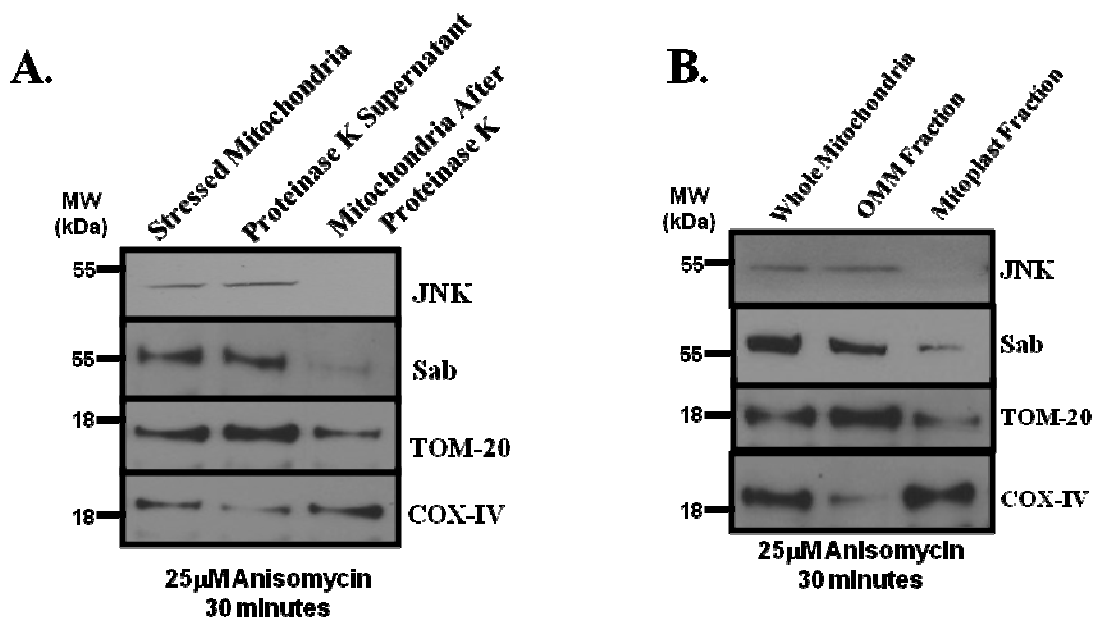 A.
Stressed Mitochondria
Proteinase K Supernatant
Mitochondria After
Proteinase K
MW
(kDa)
55
JNK
55
Sab
18
TOM-20
18
COX-IV
25μM Anisomycin
30 minutes
B.
Whole Mitochondria
OMM Fraction
Mitoplast Fraction
MW
(kDa)
55
JNK
55
Sab
18
TOM-20
18
COX-IV
25μM Anisomycin
30 minutes